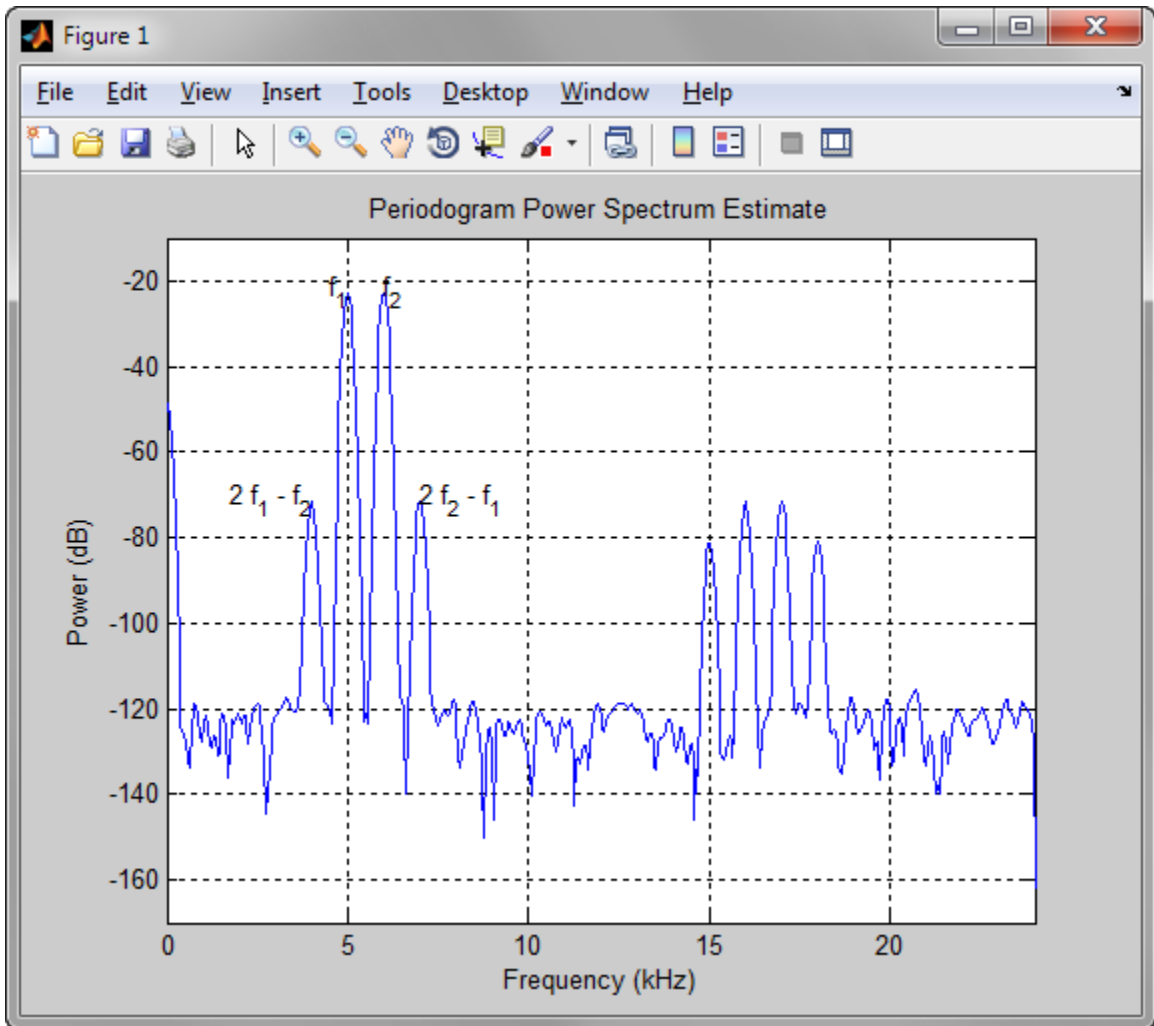 Figure 1
File Edit View Insert Tools Desktop Window Help
Periodogram Power Spectrum Estimate
-20
-40
-60
-80
-100
-120
-140
-160
Power (dB)
f₁ f₂
2 f₁ - f₂ 2 f₂ - f₁
0 5 10 15 20
Frequency (kHz)